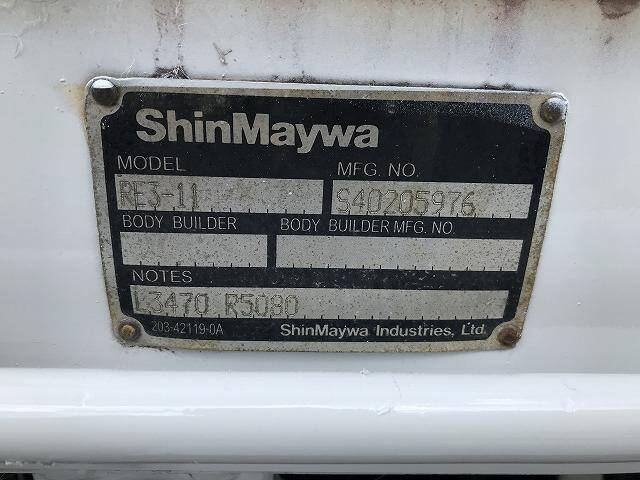 ShinMaywa
MODEL MFG. NO.
RE3-11 S40205976
BODY BUILDER BODY BUILDER MFG. NO.
NOTES
L3470 R5080
203-42119-0A ShinMaywa Industries, Ltd.